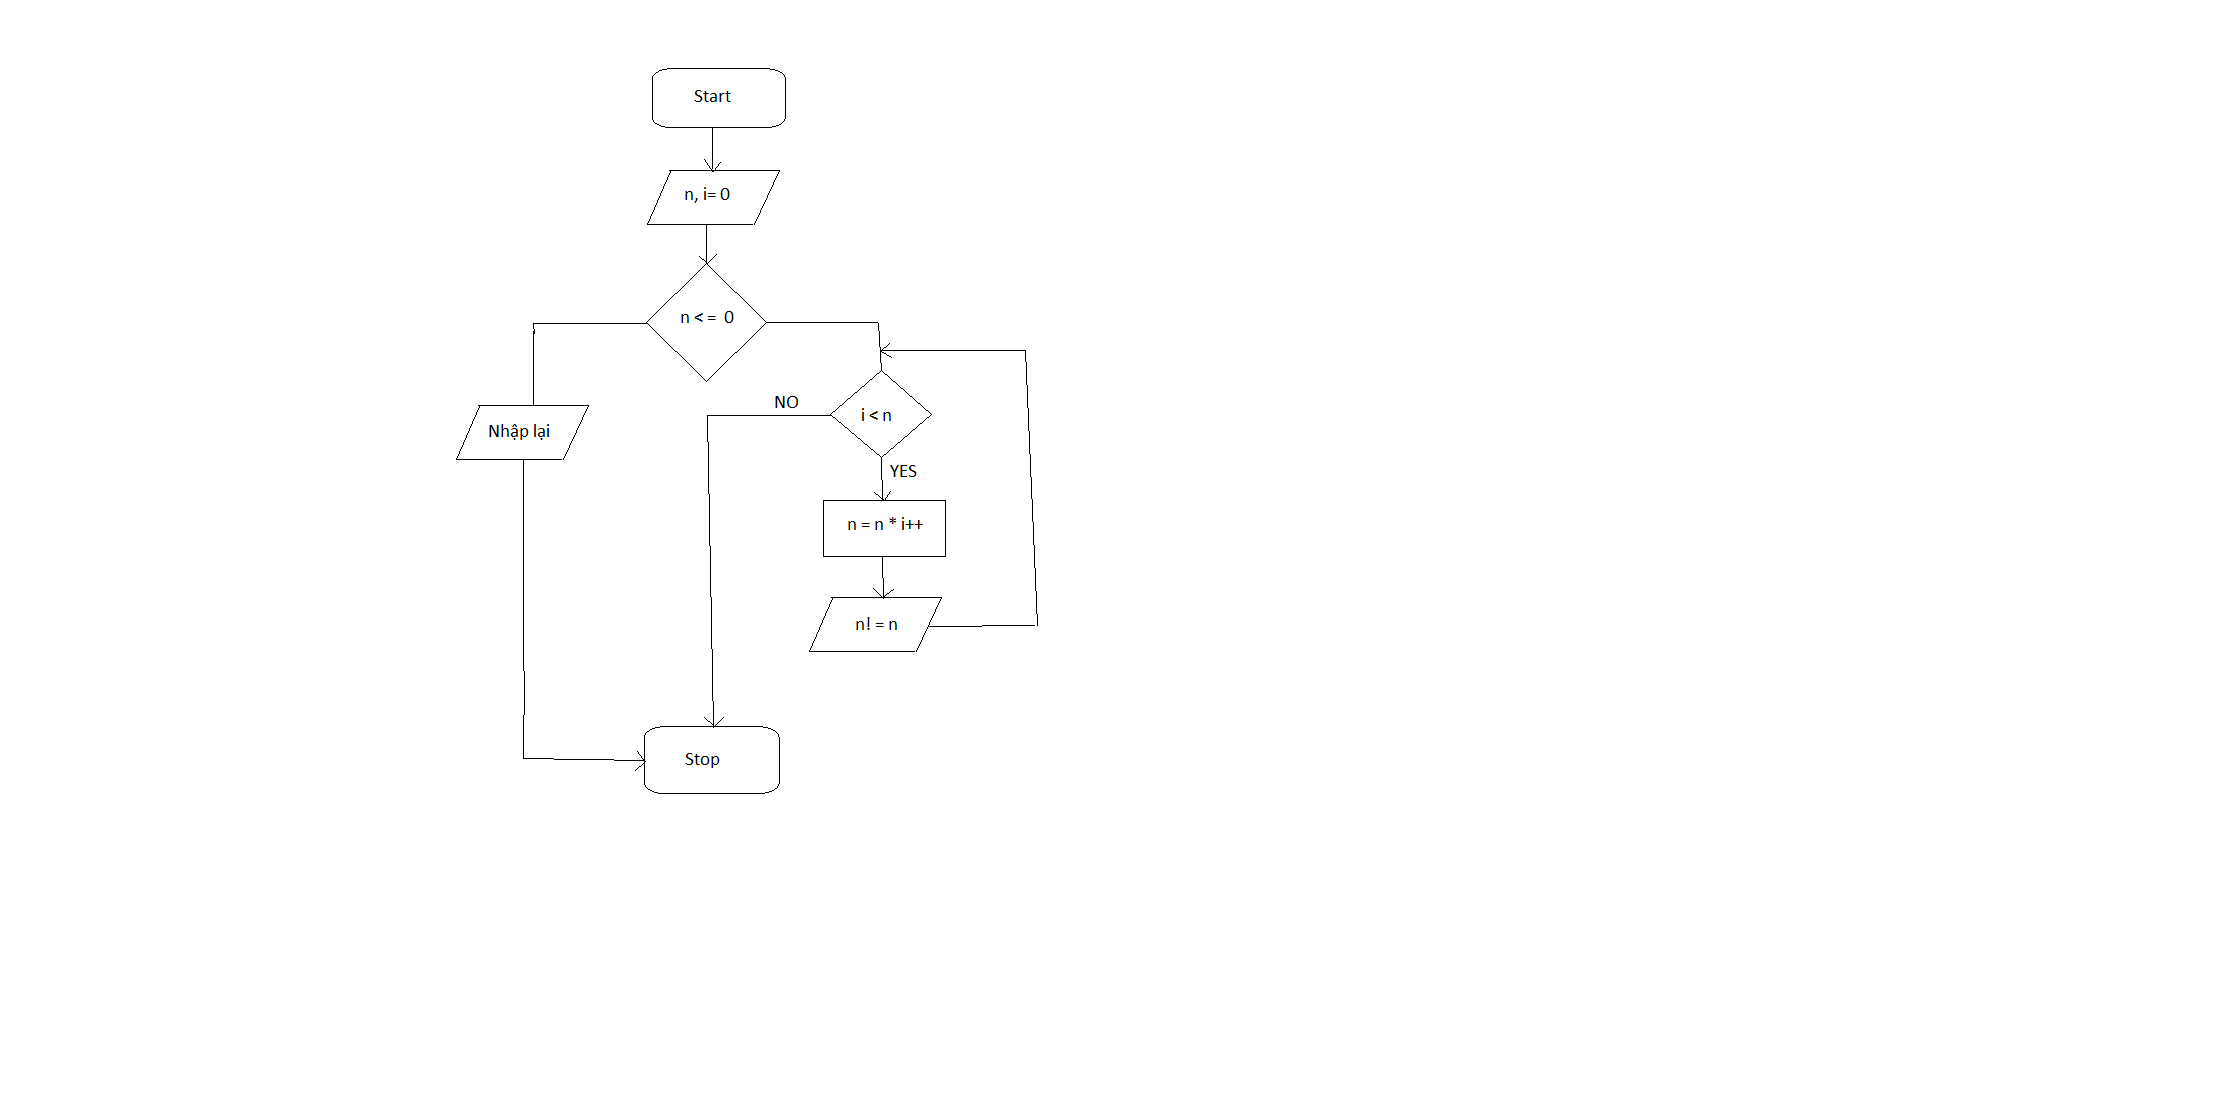 Start
n, i= 0
n < =  0
NO
i < n
Nhập lại
YES
n = n * i++
n! = n
Stop